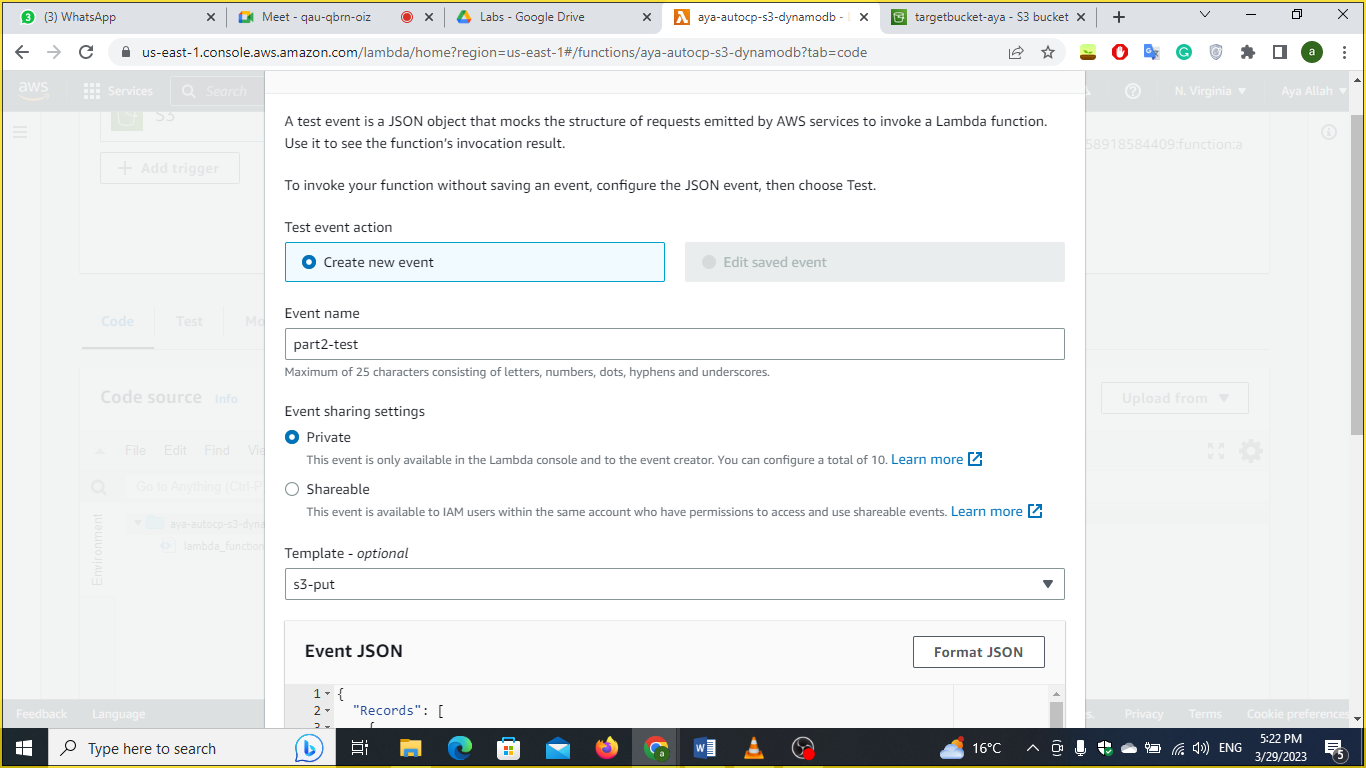 (3) WhatsApp
Meet - qau-qbrn-oiz
Labs - Google Drive
aya-autocp-s3-dynamodb -
targetbucket-aya - S3 bucket
us-east-1.console.aws.amazon.com/lambda/home?region=us-east-1#/functions/aya-autocp-s3-dynamodb?tab=code
a
aws
Services
Search
N. Virginia
Aya Allah
S3
Add trigger
58918584409:function:a
A test event is a JSON object that mocks the structure of requests emitted by AWS services to invoke a Lambda function.
Use it to see the function's invocation result.
To invoke your function without saving an event, configure the JSON event, then choose Test.
Test event action
Create new event
Edit saved event
Event name
part2-test
Maximum of 25 characters consisting of letters, numbers, dots, hyphens and underscores.
Code
Test
Mo
Code source
Info
Upload from
Event sharing settings
Private
This event is only available in the Lambda console and to the event creator. You can configure a total of 10. Learn more
Shareable
This event is available to IAM users within the same account who have permissions to access and use shareable events. Learn more
File
Edit
Find
Vie
Go to Anything (Ctrl-P
Environment
aya-autocp-s3-dyna
lambda_function
Template - optional
s3-put
Event JSON
Format JSON
1 {
2 "Records": [
3 {
Feedback
Language
s.
Privacy
Terms
Cookie preferences
Type here to search
16°C
ENG
5:22 PM
3/29/2023
5